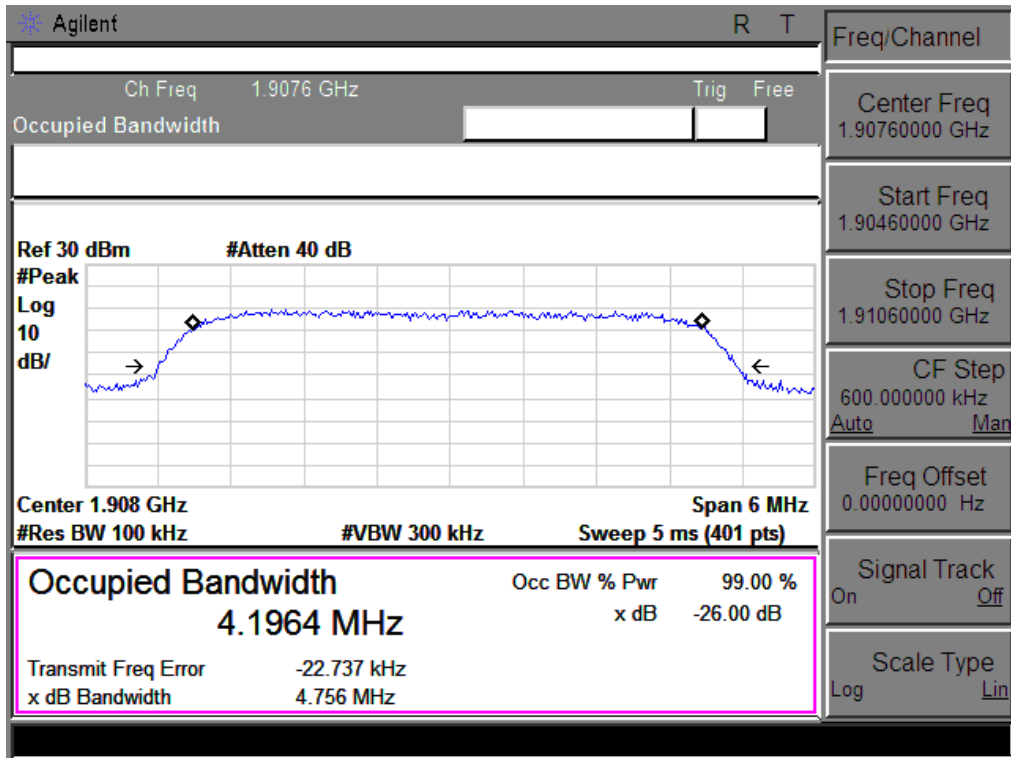 Agilent R T
Ch Freq 1.9076 GHz Trig Free
Occupied Bandwidth
Ref 30 dBm #Atten 40 dB
#Peak
Log
10
dB/
Center 1.908 GHz Span 6 MHz
#Res BW 100 kHz #VBW 300 kHz Sweep 5 ms (401 pts)
Occupied Bandwidth
4.1964 MHz
Occ BW % Pwr 99.00 %
x dB -26.00 dB
Transmit Freq Error -22.737 kHz
x dB Bandwidth 4.756 MHz
Freq/Channel
Center Freq
1.90760000 GHz
Start Freq
1.90460000 GHz
Stop Freq
1.91060000 GHz
CF Step
600.000000 kHz
Auto Man
Freq Offset
0.00000000 Hz
Signal Track
On Off
Scale Type
Log Lin